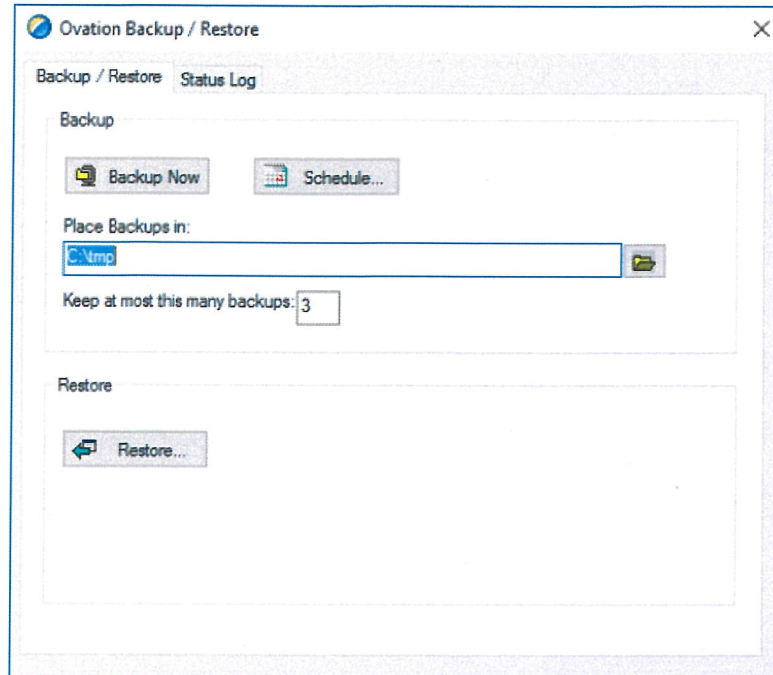 Ovation Backup / Restore
Backup / Restore
Status Log
Backup
Backup Now
Schedule...
Place Backups in:
C:\tmp
Keep at most this many backups: 3
Restore
Restore...